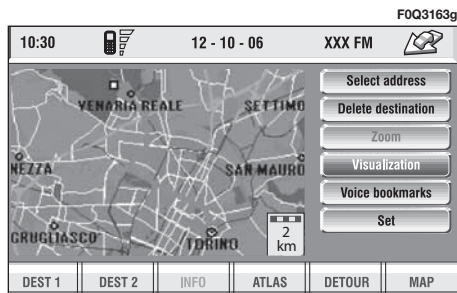 F0Q3163g
10:30 12 - 10 - 06 XXX FM
VENARIA REALE
SETTIMO
NEZZA
SAN MAURO
GRUGLIASCO
TORINO
2
km
Select address
Delete destination
Zoom
Visualization
Voice bookmarks
Set
DEST 1 DEST 2 INFO ATLAS DETOUR MAP